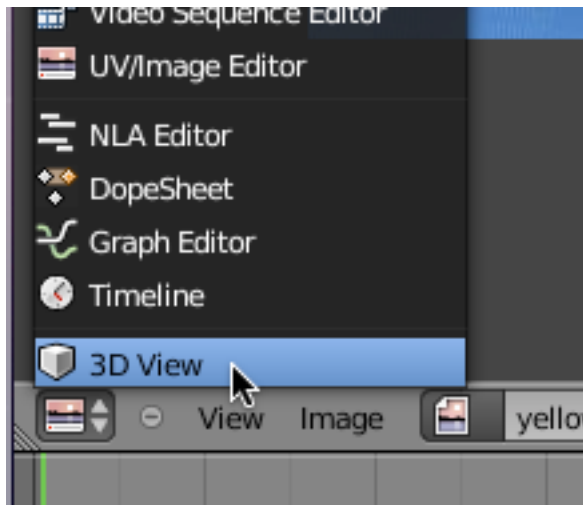 Video Sequence Editor
UV/Image Editor
NLA Editor
DopeSheet
Graph Editor
Timeline
3D View
View Image yello